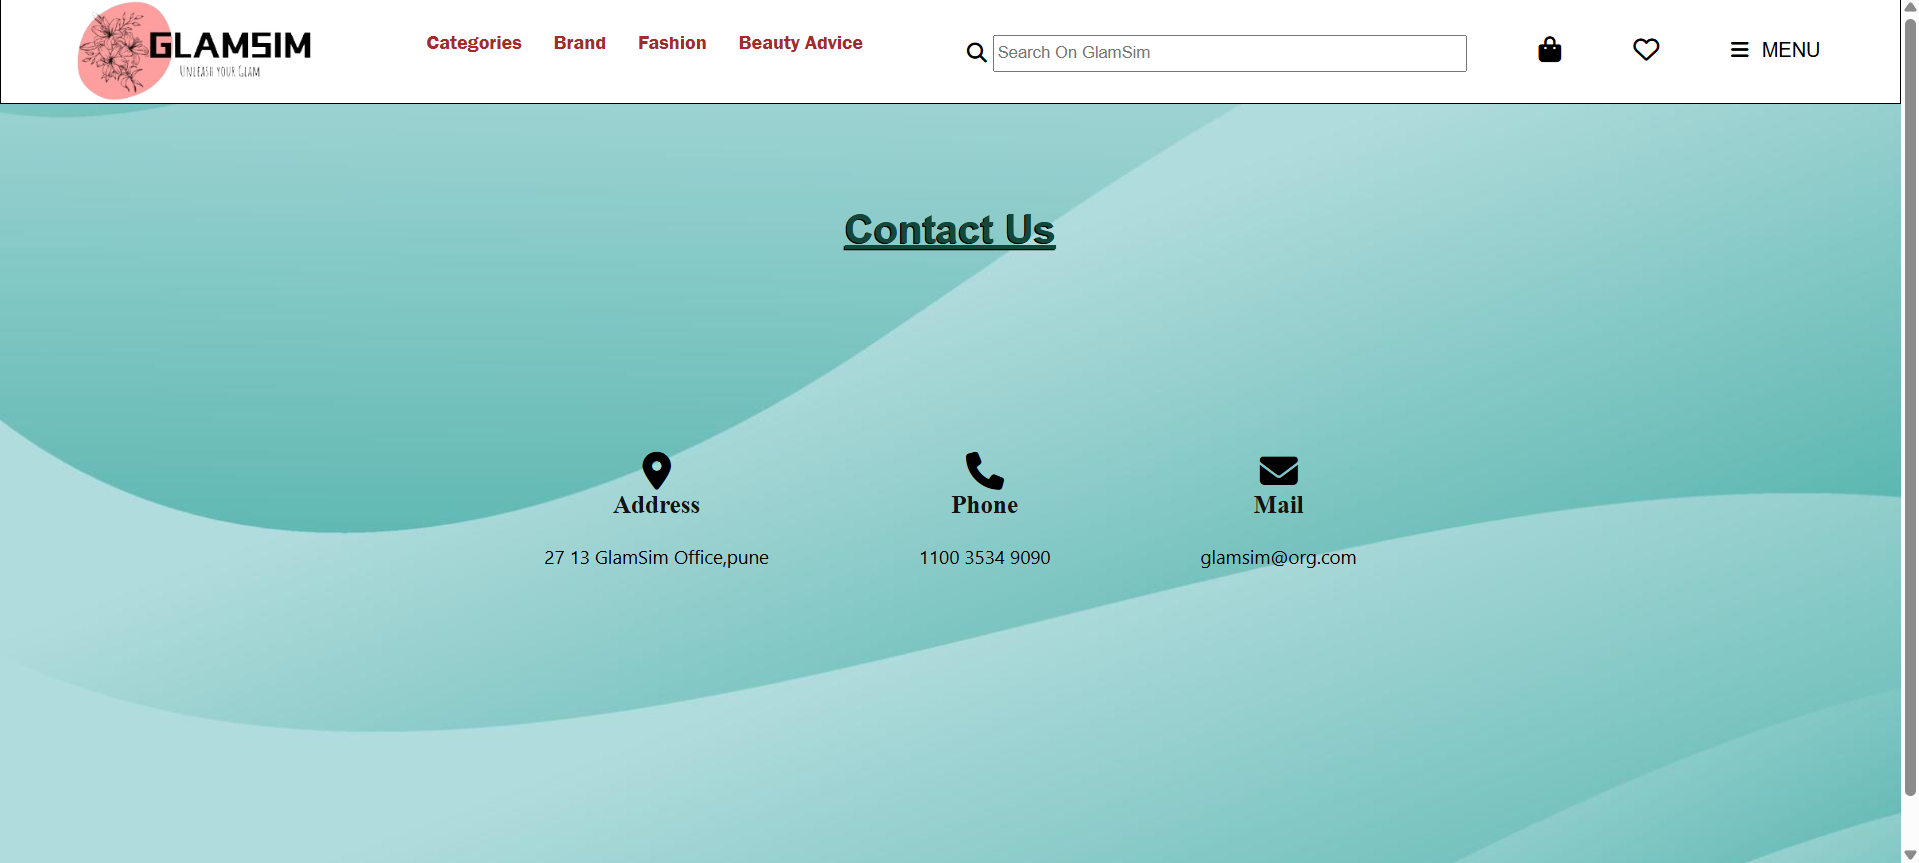 GLAMSIM
Unleash your Glam
Categories Brand Fashion Beauty Advice
Search On GlamSim
MENU
Contact Us
Address
27 13 GlamSim Office,pune
Phone
1100 3534 9090
Mail
glamsim@org.com